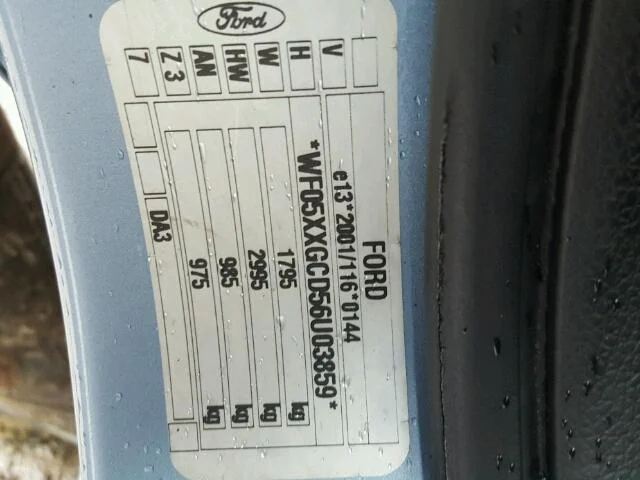 Ford
FORD
e13*2001/116*0144
*WF05XXGCD56U03859*
1795 kg
2995 kg
985 kg
975 kg
DA3
V
H
W
HW
AN
Z 3
7